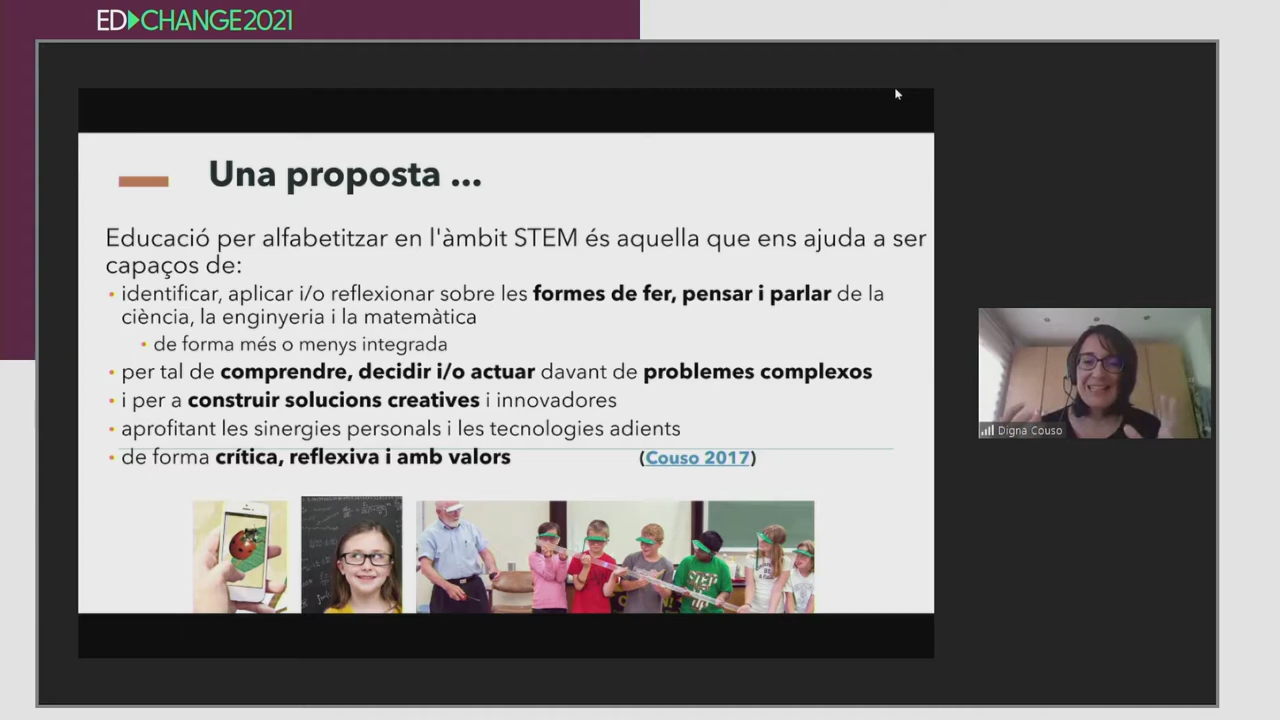 ED▶CHANGE2021
Una proposta ...
Educació per alfabetitzar en l'àmbit STEM és aquella que ens ajuda a ser
capaços de:
• identificar, aplicar i/o reflexionar sobre les formes de fer, pensar i parlar de la
ciència, la enginyeria i la matemàtica
• de forma més o menys integrada
• per tal de comprendre, decidir i/o actuar davant de problemes complexos
• i per a construir solucions creatives i innovadores
• aprofitant les sinergies personals i les tecnologies adients
• de forma crítica, reflexiva i amb valors (Couso 2017)
Digna Couso